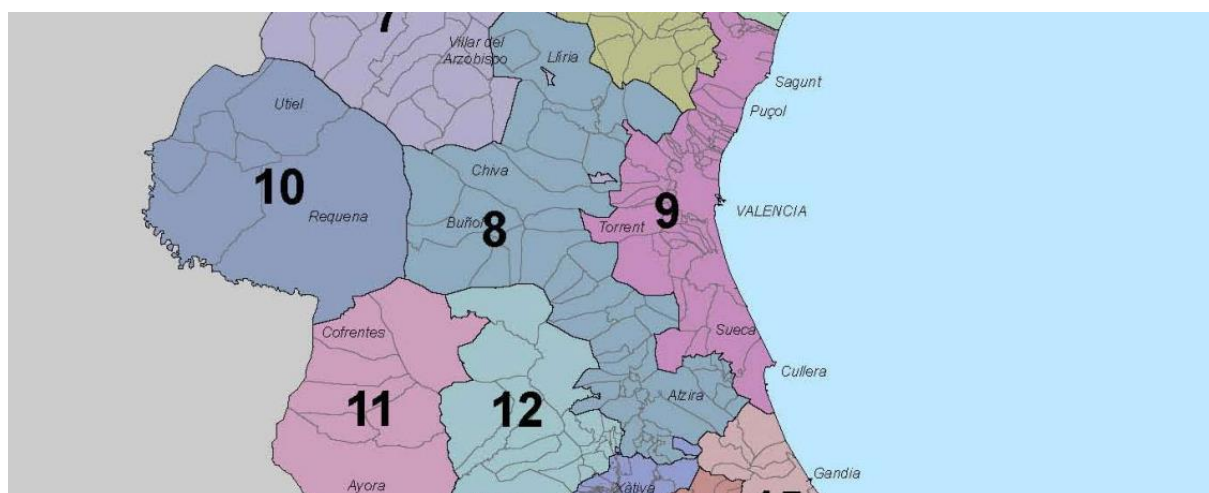 7
Villar del
Arzobispo
Llíria
Sagunt
Utiel
Puçol
Chiva
10
Requena
Buñol
8
Torrent
9
VALENCIA
Cofrentes
Sueca
Cullera
11
12
Alzira
Ayora
Xàtiva
Gandia